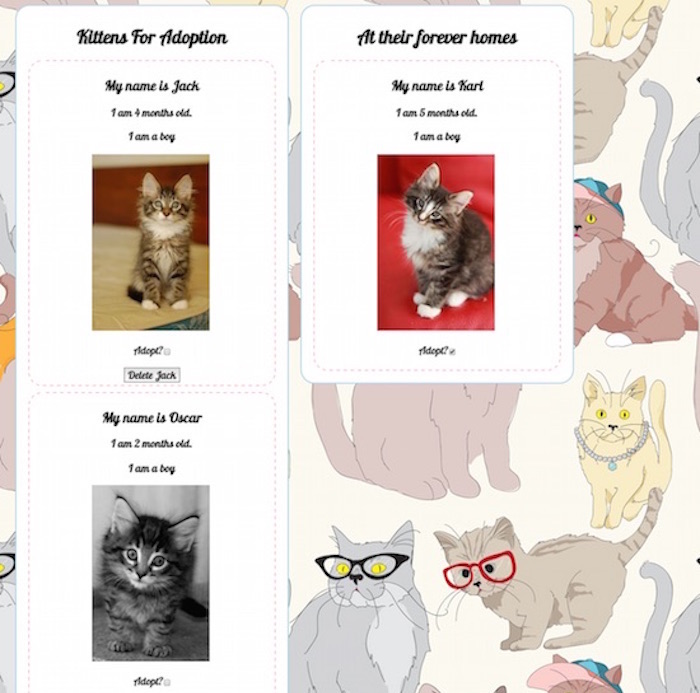 Kittens For Adoption
My name is Jack
I am 4 months old.
I am a boy
Adopt?
Delete Jack
My name is Oscar
I am 2 months old.
I am a boy
Adopt?
At their forever homes
My name is Karl
I am 5 months old.
I am a boy
Adopt?